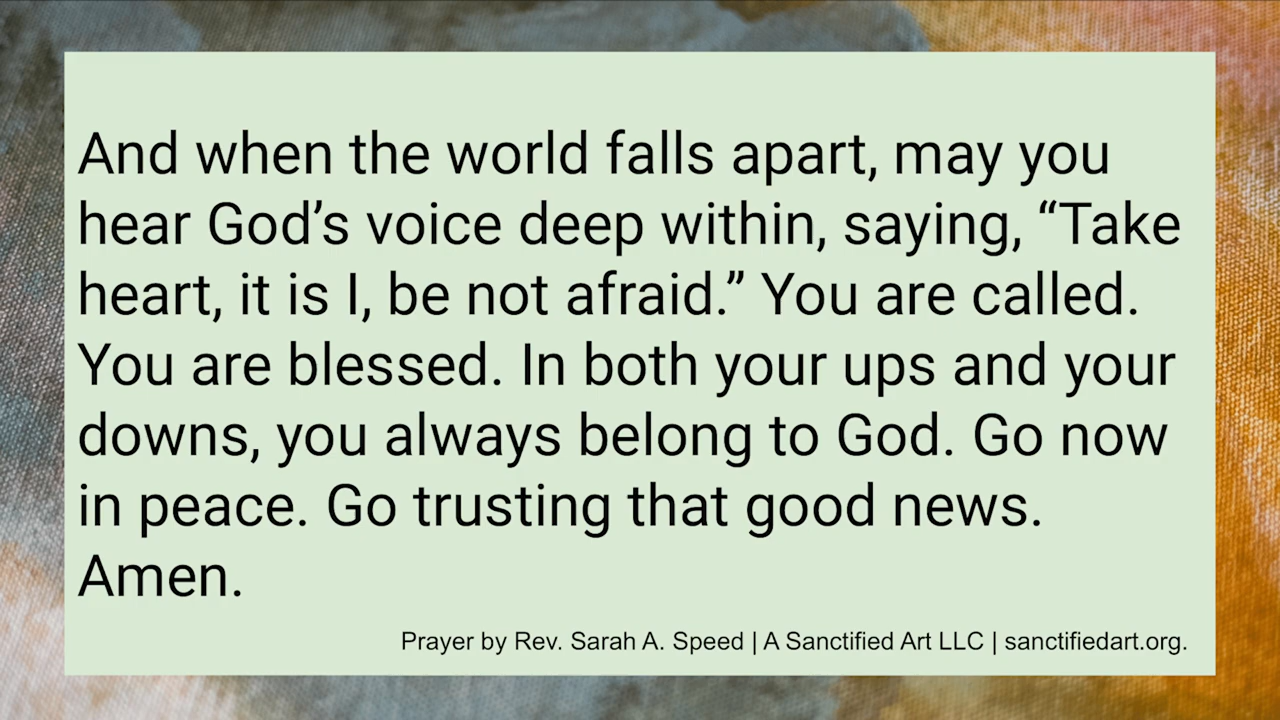 And when the world falls apart, may you
hear God’s voice deep within, saying, “Take
heart, it is I, be not afraid.” You are called.
You are blessed. In both your ups and your
downs, you always belong to God. Go now
in peace. Go trusting that good news.
Amen.
Prayer by Rev. Sarah A. Speed | A Sanctified Art LLC | sanctifiedart.org.